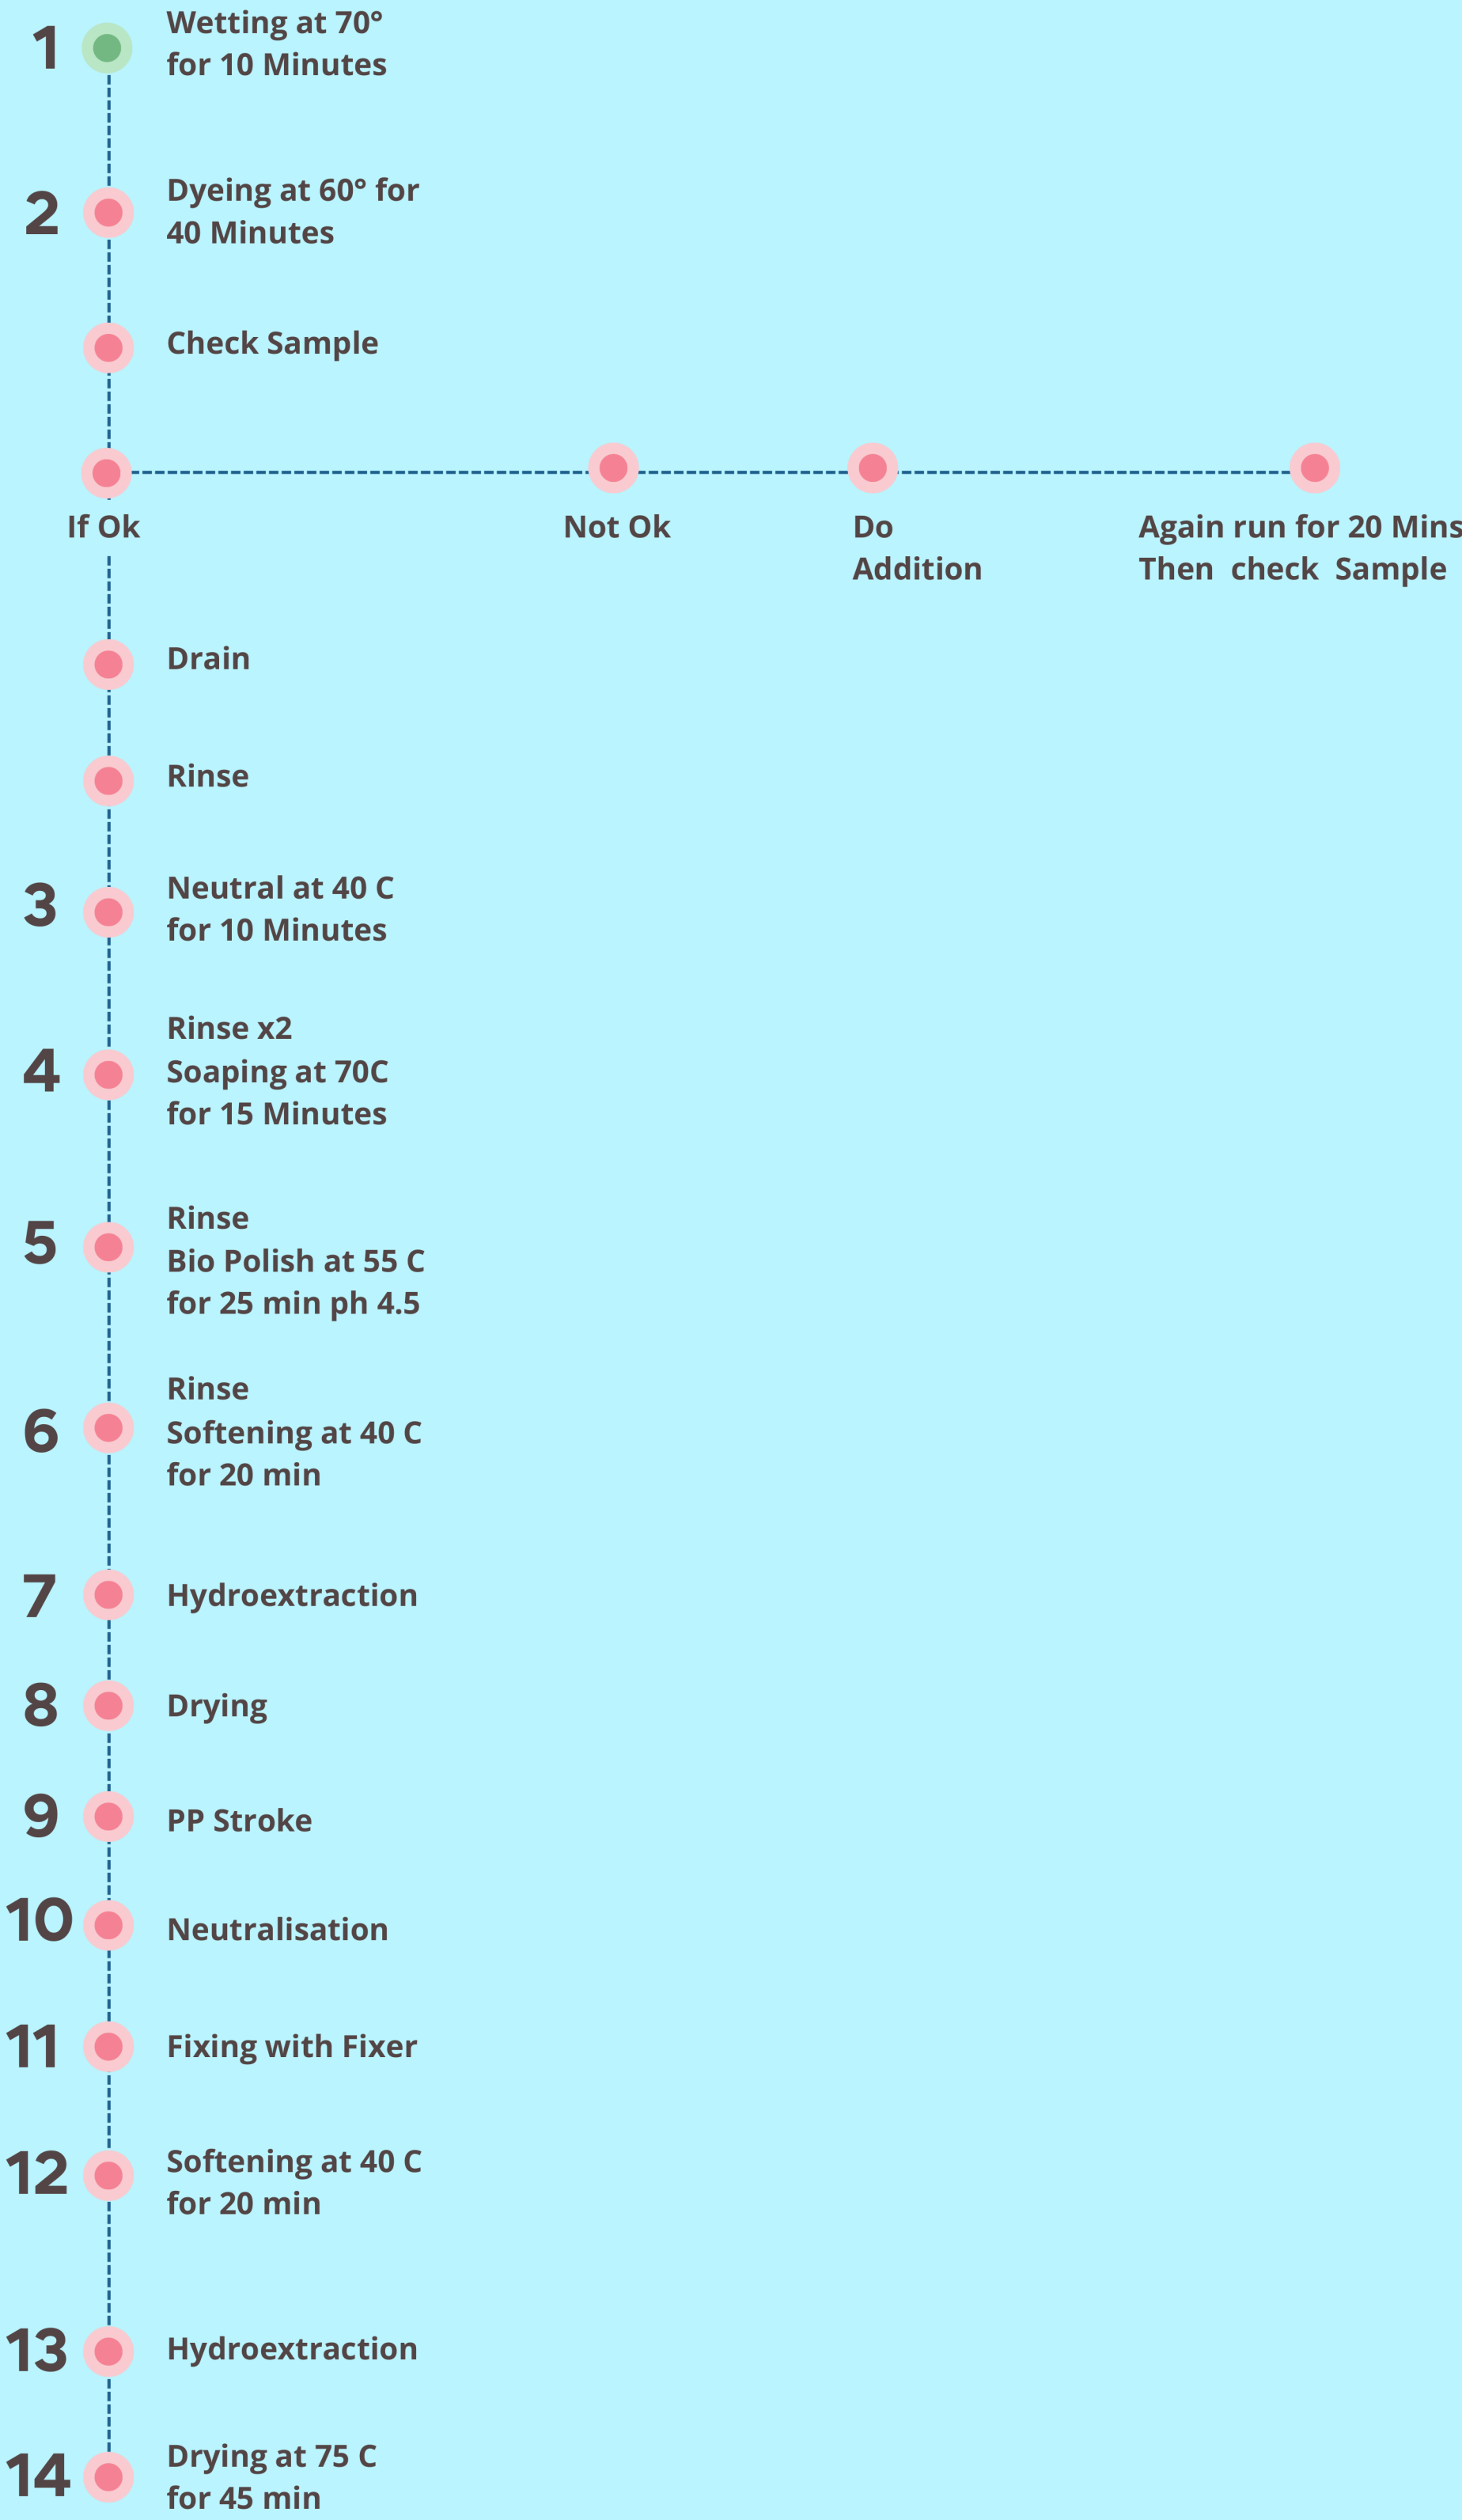 1
Wetting at 70°
for 10 Minutes
2
Dyeing at 60° for
40 Minutes
Check Sample
If Ok
Not Ok
Do
Addition
Again run for 20 Mins
Then check Sample
Drain
Rinse
3
Neutral at 40 C
for 10 Minutes
4
Rinse x2
Soaping at 70C
for 15 Minutes
5
Rinse
Bio Polish at 55 C
for 25 min ph 4.5
6
Rinse
Softening at 40 C
for 20 min
7
Hydroextraction
8
Drying
9
PP Stroke
10
Neutralisation
11
Fixing with Fixer
12
Softening at 40 C
for 20 min
13
Hydroextraction
14
Drying at 75 C
for 45 min